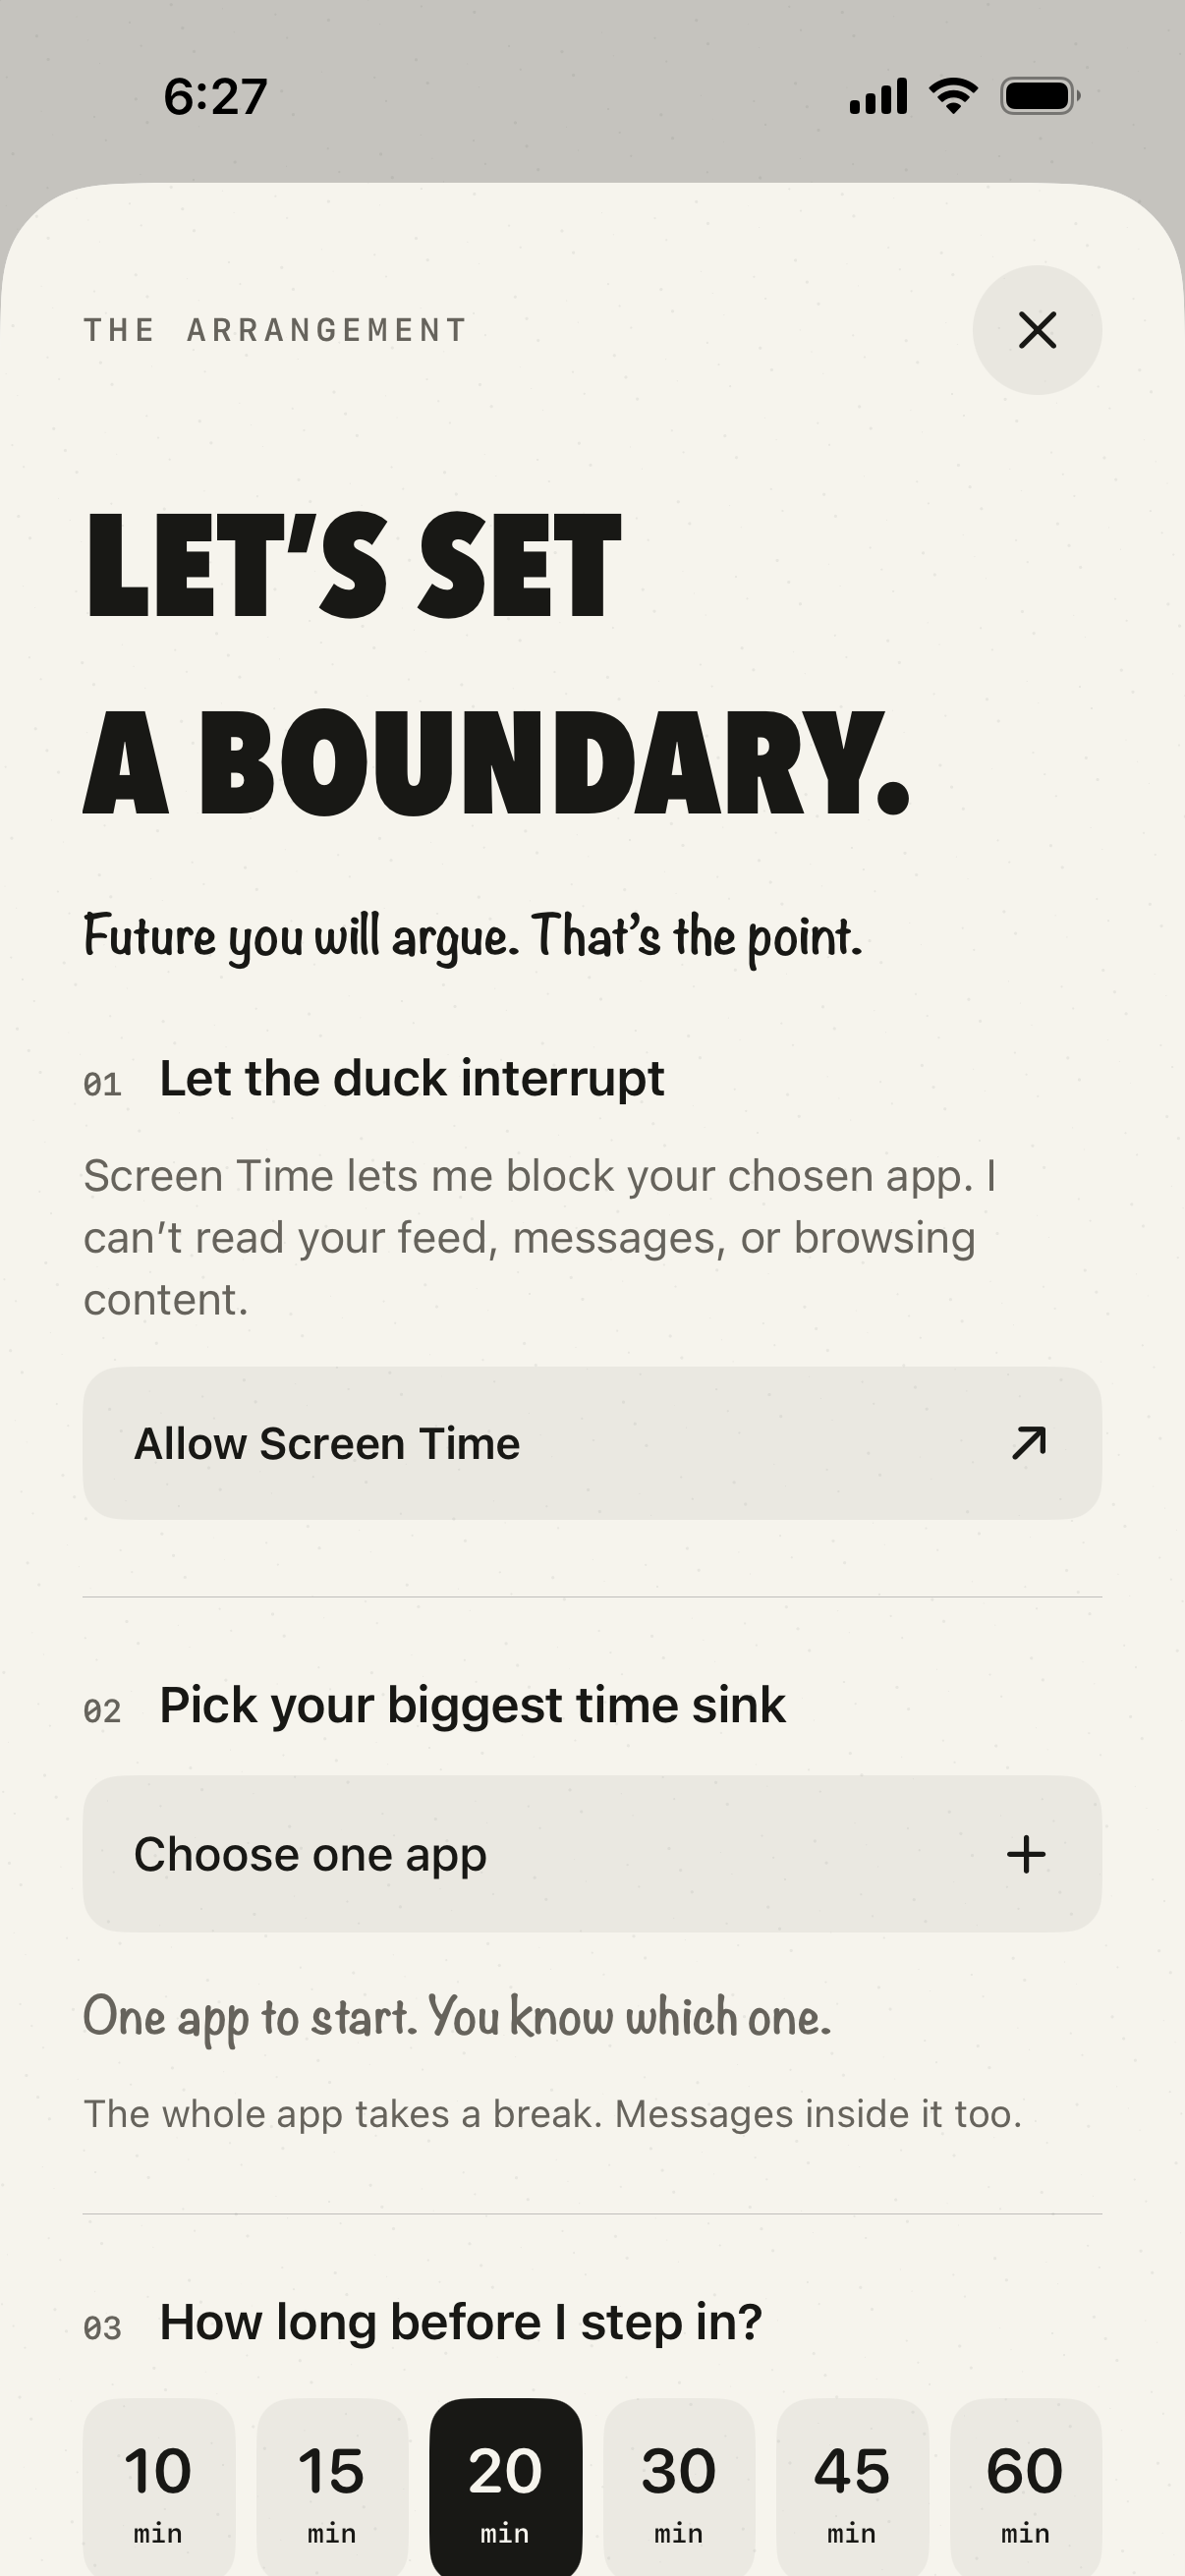 6:27
THE ARRANGEMENT
LET’S SET
A BOUNDARY.
Future you will argue. That’s the point.
01 Let the duck interrupt
Screen Time lets me block your chosen app. I
can’t read your feed, messages, or browsing
content.
Allow Screen Time
02 Pick your biggest time sink
Choose one app
One app to start. You know which one.
The whole app takes a break. Messages inside it too.
03 How long before I step in?
10 15 20 30 45 60
min min min min min min